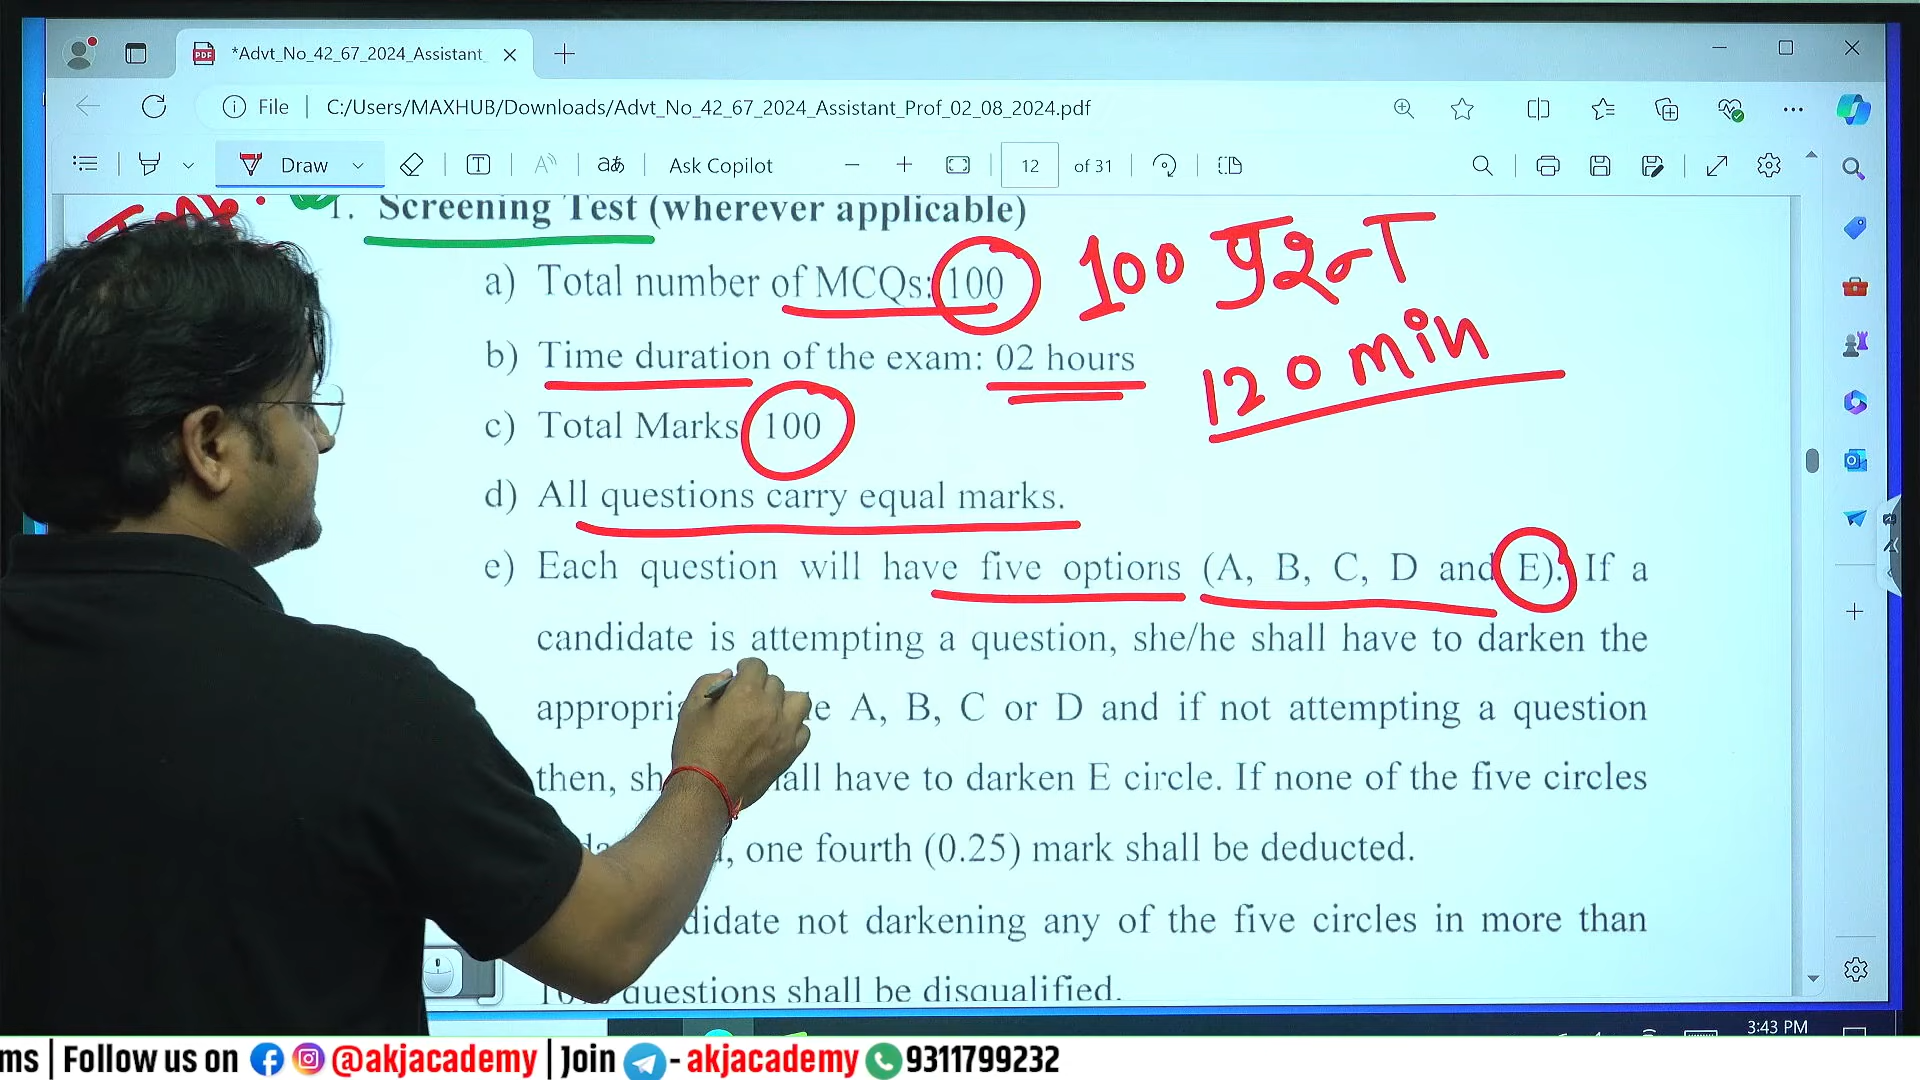 *Advt_No_42_67_2024_Assistant_
File
C:/Users/MAXHUB/Downloads/Advt_No_42_67_2024_Assistant_Prof_02_08_2024.pdf
Draw
Ask Copilot
12 of 31
1. Screening Test (wherever applicable)
a) Total number of MCQs: 100
100 प्रश्न
b) Time duration of the exam: 02 hours
120 min
c) Total Marks 100
d) All questions carry equal marks.
e) Each question will have five options (A, B, C, D and E). If a
candidate is attempting a question, she/he shall have to darken the
A, B, C or D and if not attempting a question
then, have to darken E circle. If none of the five circles
one fourth (0.25) mark shall be deducted.
not darkening any of the five circles in more than
questions shall be disqualified.
3:43 PM
Follow us on @akjacademy | Join - akjacademy 9311799232